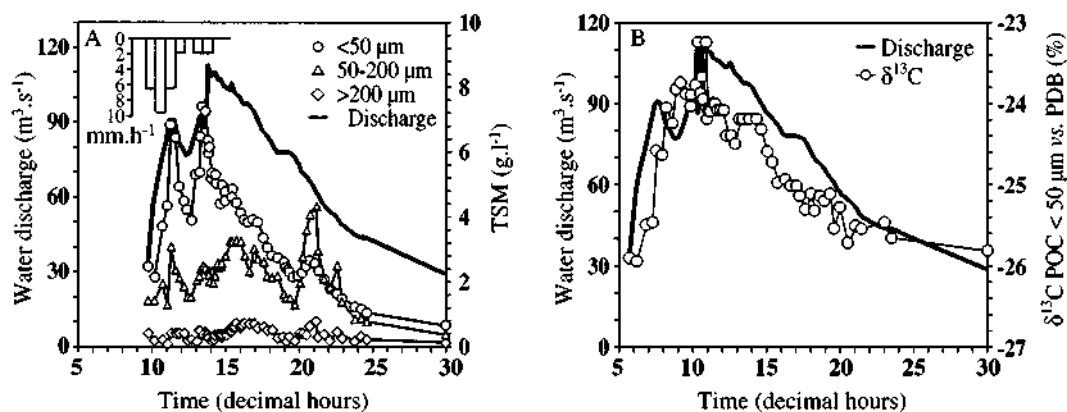 A
B
Water discharge (m³.s⁻¹)
120
90
60
30
0
0
2
4
6
8
10
mm.h⁻¹
<50 µm
50-200 µm
>200 µm
Discharge
10
8
6
4
2
0
TSM (g.l⁻¹)
5 10 15 20 25 30
Time (decimal hours)
Water discharge (m³.s⁻¹)
120
90
60
30
0
Discharge
δ¹³C
-23
-24
-25
-26
-27
δ¹³C POC < 50 µm vs. PDB (%)
5 10 15 20 25 30
Time (decimal hours)